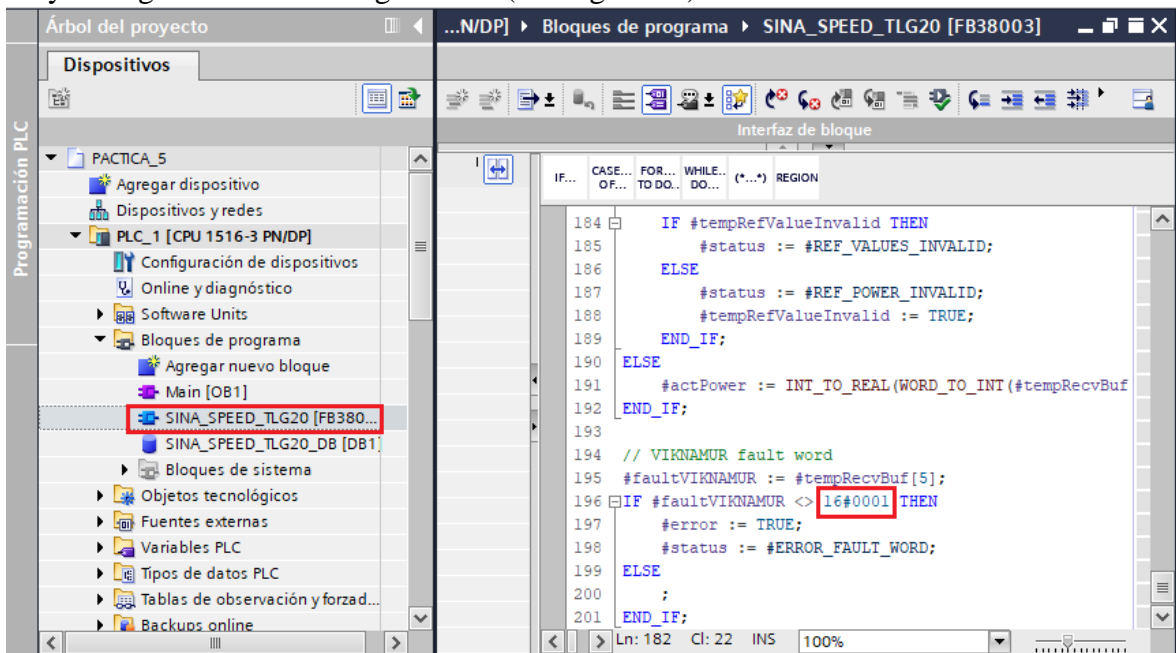 Árbol del proyecto
Dispositivos
Programación PLC
PACTICA_5
Agregar dispositivo
Dispositivos y redes
PLC_1 [CPU 1516-3 PN/DP]
Configuración de dispositivos
Online y diagnóstico
Software Units
Bloques de programa
Agregar nuevo bloque
Main [OB1]
SINA_SPEED_TLG20 [FB380...
SINA_SPEED_TLG20_DB [DB1]
Bloques de sistema
Objetos tecnológicos
Fuentes externas
Variables PLC
Tipos de datos PLC
Tablas de observación y forzad...
Backups online
...N/DP] Bloques de programa SINA_SPEED_TLG20 [FB38003]
Interfaz de bloque
IF... CASE... OF... FOR... TO DO.. WHILE.. DO... (*...*) REGION
184 IF #tempRefValueInvalid THEN
185 #status := #REF_VALUES_INVALID;
186 ELSE
187 #status := #REF_POWER_INVALID;
188 #tempRefValueInvalid := TRUE;
189 END_IF;
190 ELSE
191 #actPower := INT_TO_REAL(WORD_TO_INT(#tempRecvBuf
192 END_IF;
193
194 // VIKNAMUR fault word
195 #faultVIKNAMUR := #tempRecvBuf[5];
196 IF #faultVIKNAMUR <> 16#0001 THEN
197 #error := TRUE;
198 #status := #ERROR_FAULT_WORD;
199 ELSE
200 ;
201 END_IF;
Ln: 182 Cl: 22 INS 100%